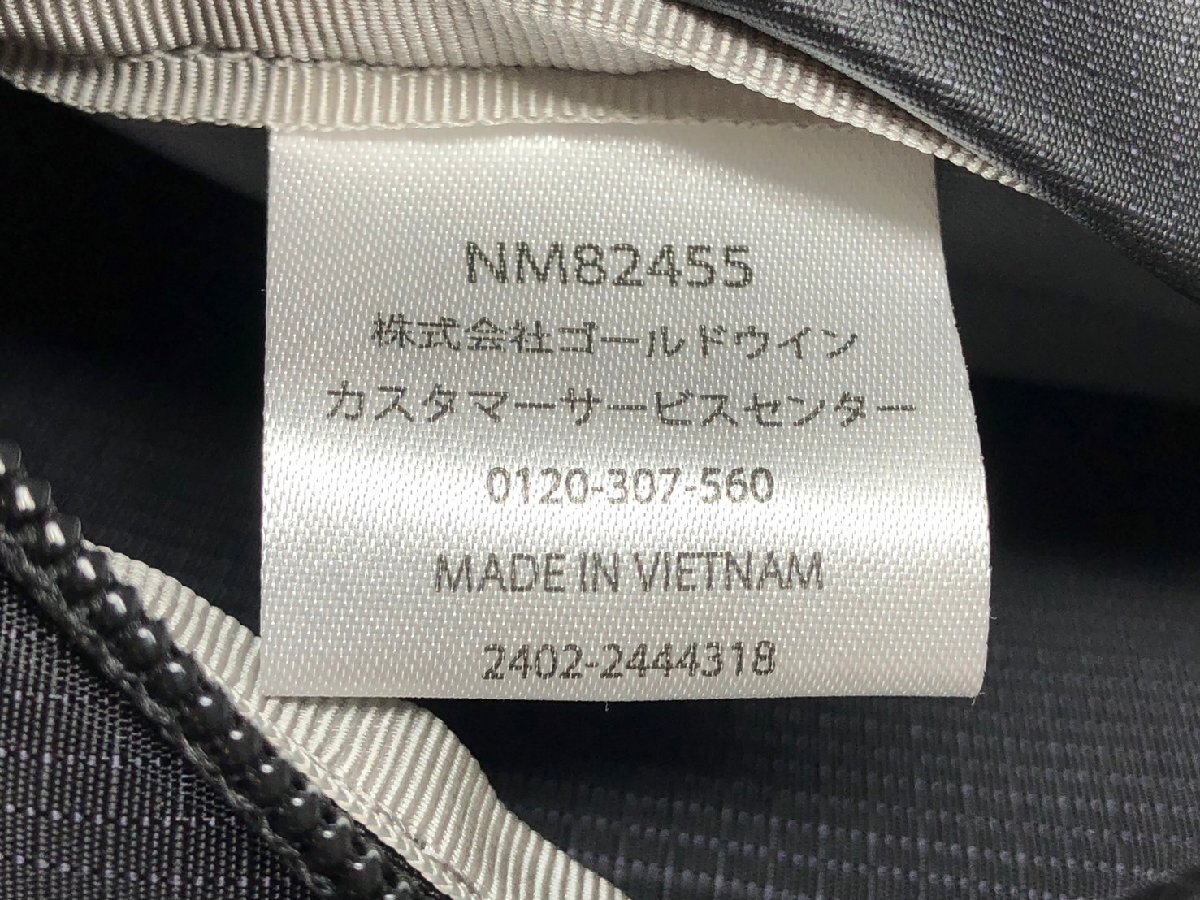 NM82455
株式会社ゴールドウイン
カスタマーサービスセンター
0120-307-560
MADE IN VIETNAM
2402-2444318